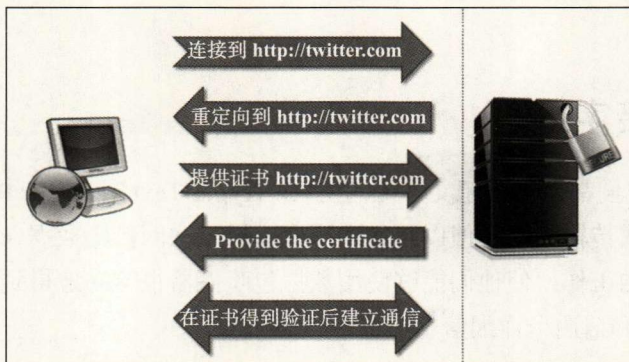 连接到 http://twitter.com
重定向到 http://twitter.com
提供证书 http://twitter.com
Provide the certificate
在证书得到验证后建立通信